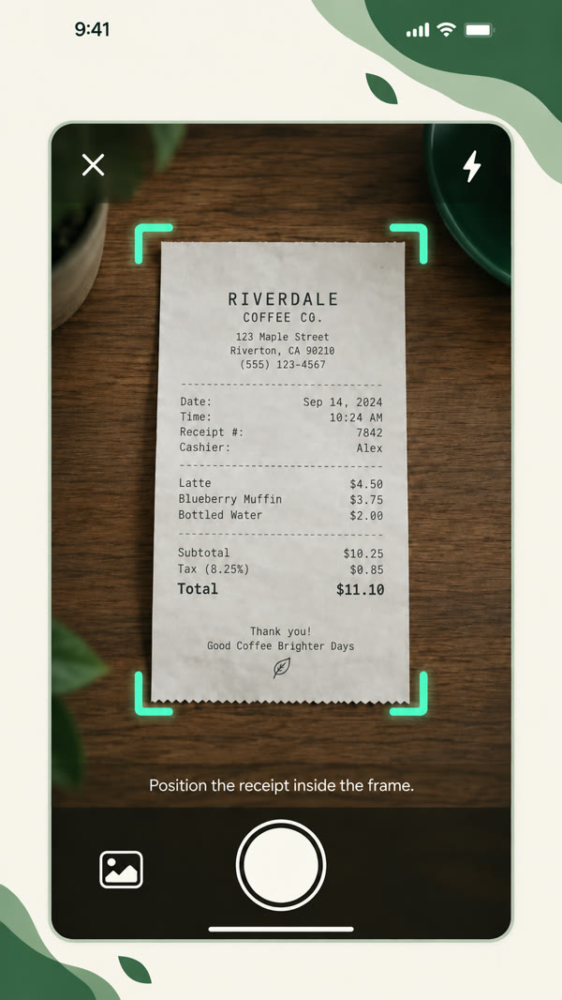 9:41
RIVERDALE
COFFEE CO.
123 Maple Street
Riverton, CA 90210
(555) 123-4567
Date: Sep 14, 2024
Time: 10:24 AM
Receipt #: 7842
Cashier: Alex
Latte $4.50
Blueberry Muffin $3.75
Bottled Water $2.00
Subtotal $10.25
Tax (8.25%) $0.85
Total $11.10
Thank you!
Good Coffee Brighter Days
Position the receipt inside the frame.